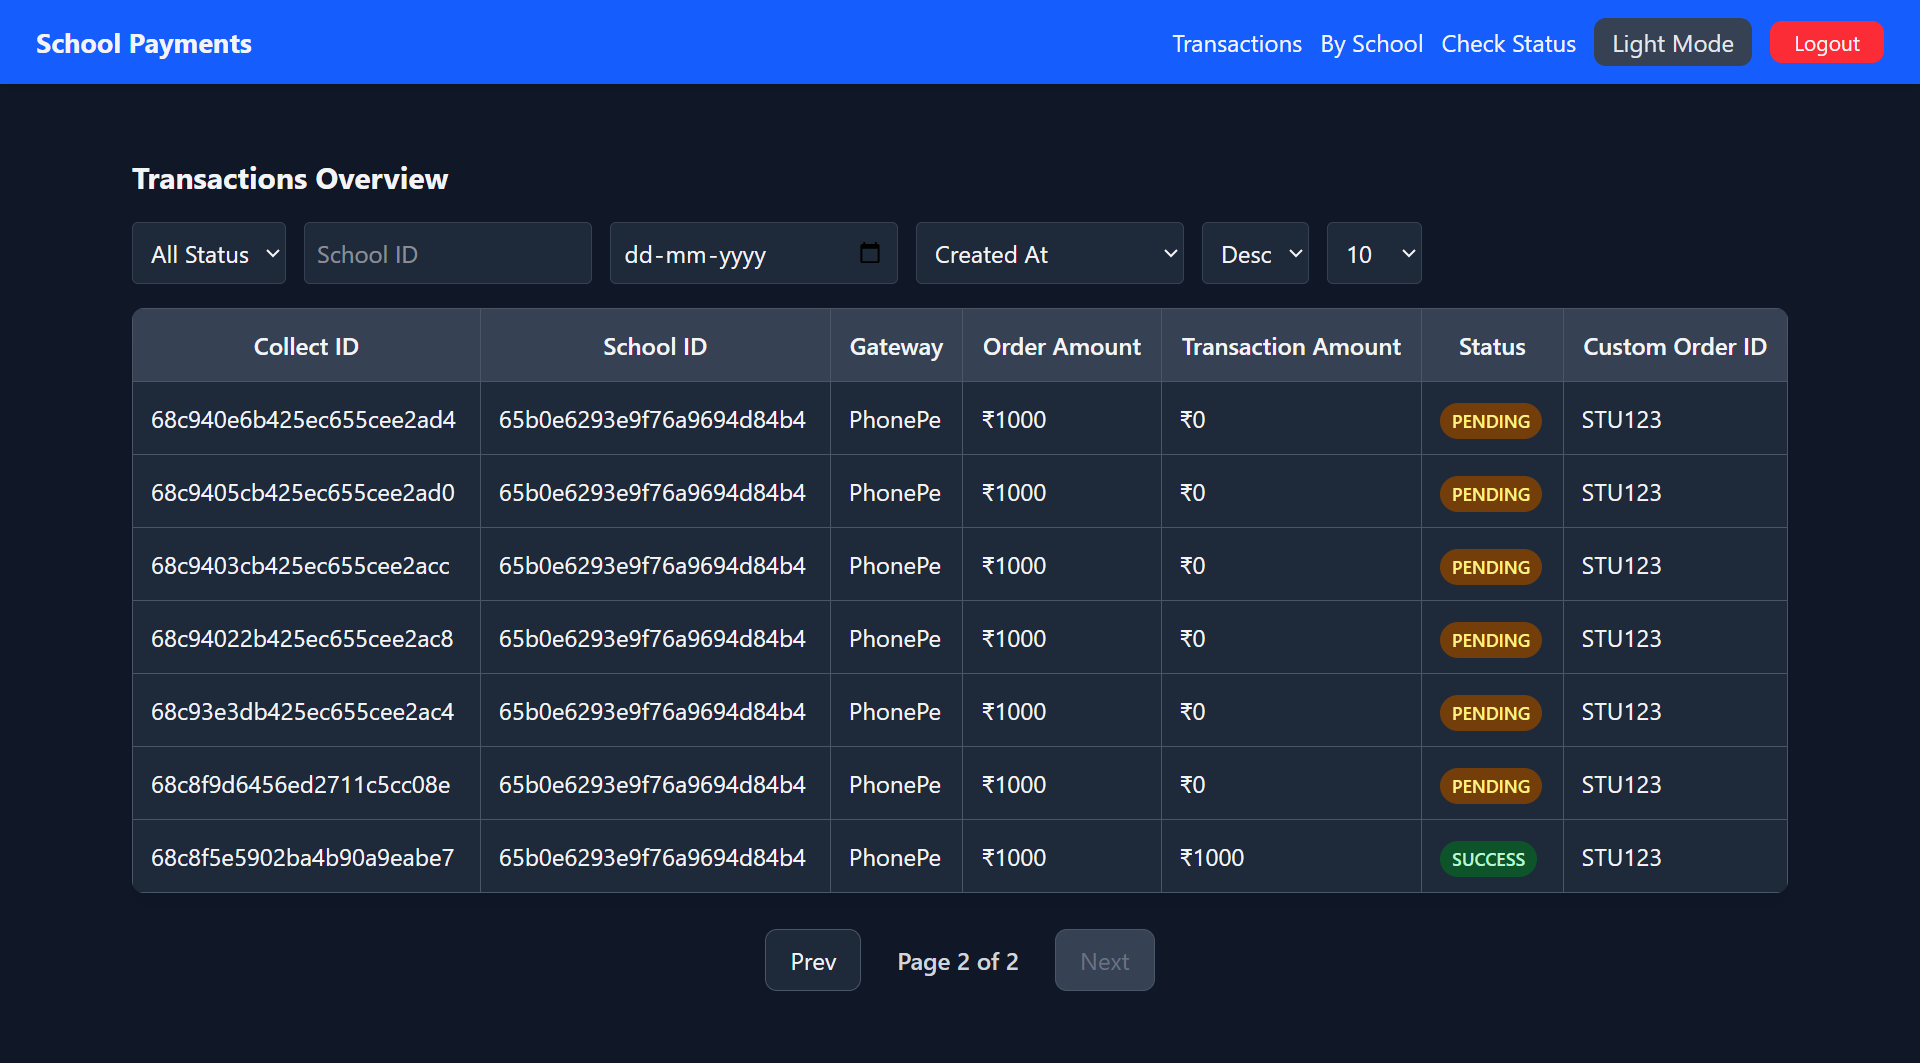 School Payments
Transactions By School Check Status Light Mode Logout
Transactions Overview
All Status School ID dd-mm-yyyy Created At Desc 10
Collect ID School ID Gateway Order Amount Transaction Amount Status Custom Order ID
68c940e6b425ec655cee2ad4 65b0e6293e9f76a9694d84b4 PhonePe ₹1000 ₹0 PENDING STU123
68c9405cb425ec655cee2ad0 65b0e6293e9f76a9694d84b4 PhonePe ₹1000 ₹0 PENDING STU123
68c9403cb425ec655cee2acc 65b0e6293e9f76a9694d84b4 PhonePe ₹1000 ₹0 PENDING STU123
68c94022b425ec655cee2ac8 65b0e6293e9f76a9694d84b4 PhonePe ₹1000 ₹0 PENDING STU123
68c93e3db425ec655cee2ac4 65b0e6293e9f76a9694d84b4 PhonePe ₹1000 ₹0 PENDING STU123
68c8f9d6456ed2711c5cc08e 65b0e6293e9f76a9694d84b4 PhonePe ₹1000 ₹0 PENDING STU123
68c8f5e5902ba4b90a9eabe7 65b0e6293e9f76a9694d84b4 PhonePe ₹1000 ₹1000 SUCCESS STU123
Prev Page 2 of 2 Next